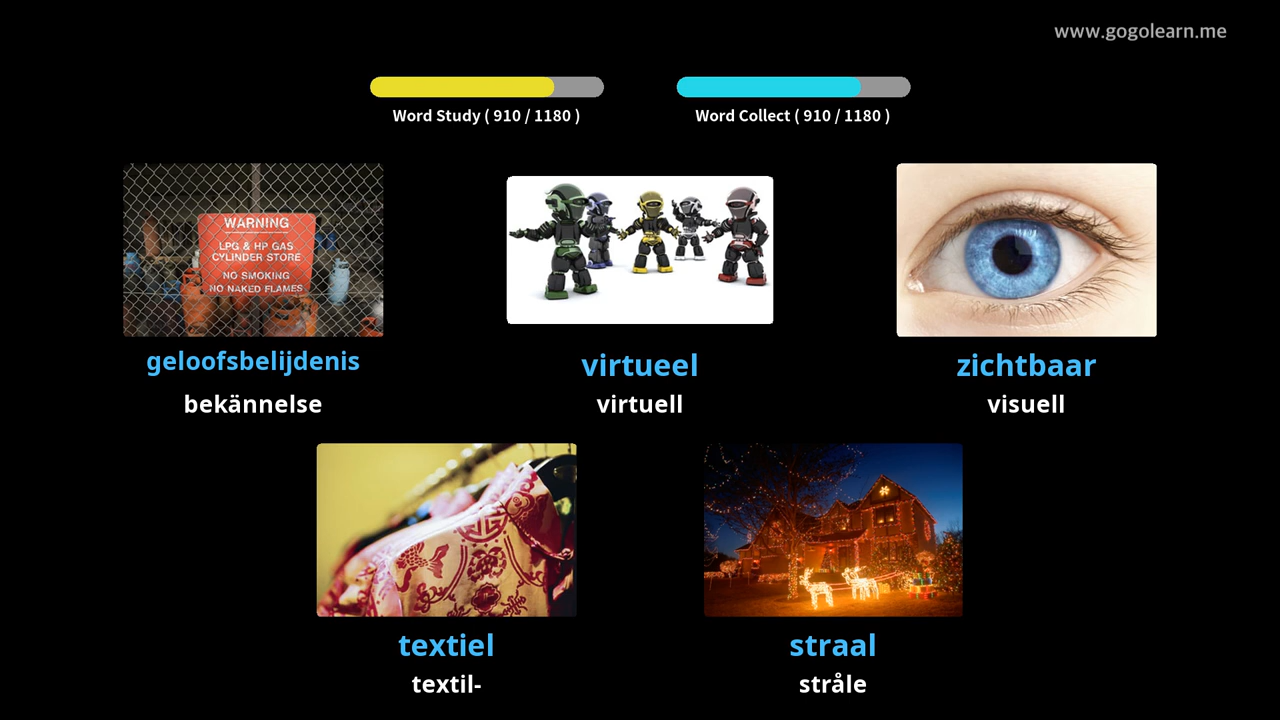 www.gogolearn.me
Word Study ( 910 / 1180 )
Word Collect ( 910 / 1180 )
WARNING
LPG & HP GAS
CYLINDER STORE
NO SMOKING
NO NAKED FLAMES
geloofsbelijdenis
bekännelse
virtueel
virtuell
zichtbaar
visuell
textiel
textil-
straal
stråle